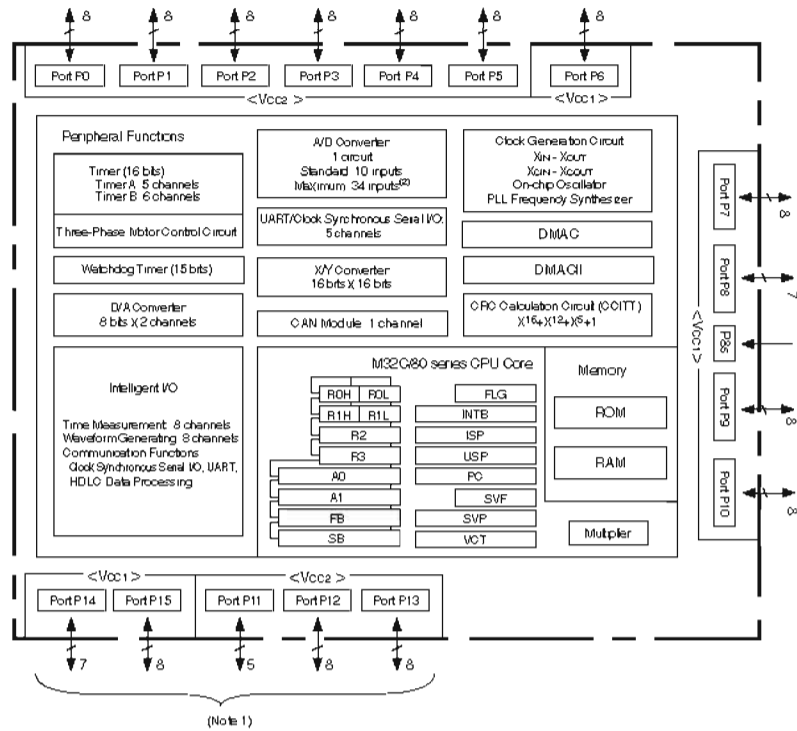 8 8 8 8 8 8 8
Port P0 Port P1 Port P2 Port P3 Port P4 Port P5 Port P6
<VCC2> <VCC1>
Peripheral Functions
Timer (16 bits)
Timer A 5 channels
Timer B 6 channels
Three-Phase Motor Control Circuit
Watchdog Timer (15 bits)
D/A Converter
8 bits X 2 channels
Intelligent I/O
Time Measurement 8 channels
Waveform Generating 8 channels
Communication Functions
Clock Synchronous Serial I/O, UART,
HDLC Data Processing
A/D Converter
1 circuit
Standard 10 inputs
Maximum 34 inputs(2)
UART/Clock Synchronous Serial I/O:
5 channels
X/Y Converter
16 bits X 16 bits
CAN Module 1 channel
Clock Generation Circuit
XIN - XOUT
XCIN - XCOUT
On-chip Oscillator
PLL Frequency Synthesizer
DMAC
DMACII
CRC Calculation Circuit (CCITT)
X16+X12+X5+1
M32C/80 series CPU Core
R0H R0L
R1H R1L
R2
R3
A0
A1
FB
SB
FLG
INTB
ISP
USP
PC
SVF
SVP
VCT
Memory
ROM
RAM
Multiplier
<VCC1>
Port P7 8
Port P8 7
P85
Port P9 8
Port P10 8
<VCC1> <VCC2>
Port P14 Port P15 Port P11 Port P12 Port P13
7 8 5 8 8
(Note 1)